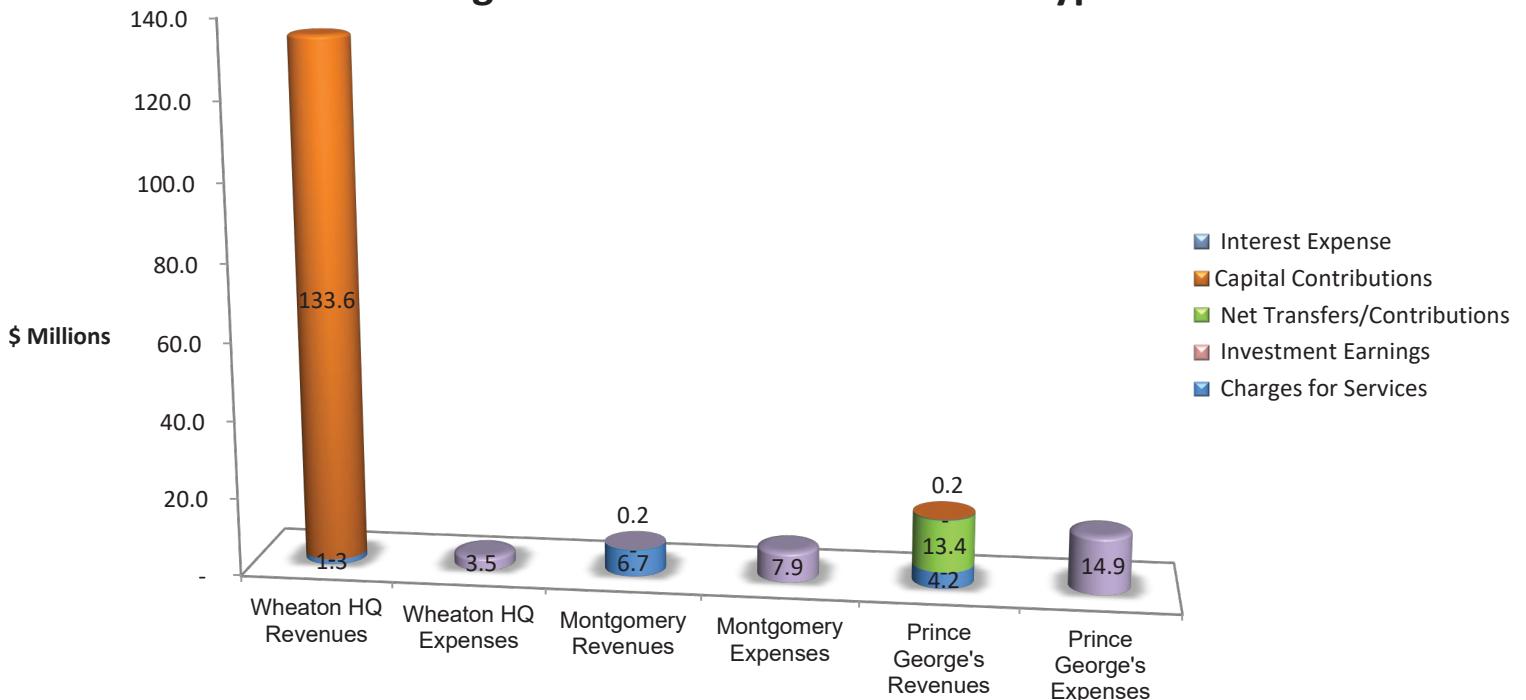 140.0
120.0
100.0
80.0
60.0
40.0
20.0
-
$ Millions
133.6
1.3
3.5
0.2
-
6.7
7.9
0.2
-
13.4
4.2
14.9
Wheaton HQ
Revenues
Wheaton HQ
Expenses
Montgomery
Revenues
Montgomery
Expenses
Prince
George's
Revenues
Prince
George's
Expenses
Interest Expense
Capital Contributions
Net Transfers/Contributions
Investment Earnings
Charges for Services